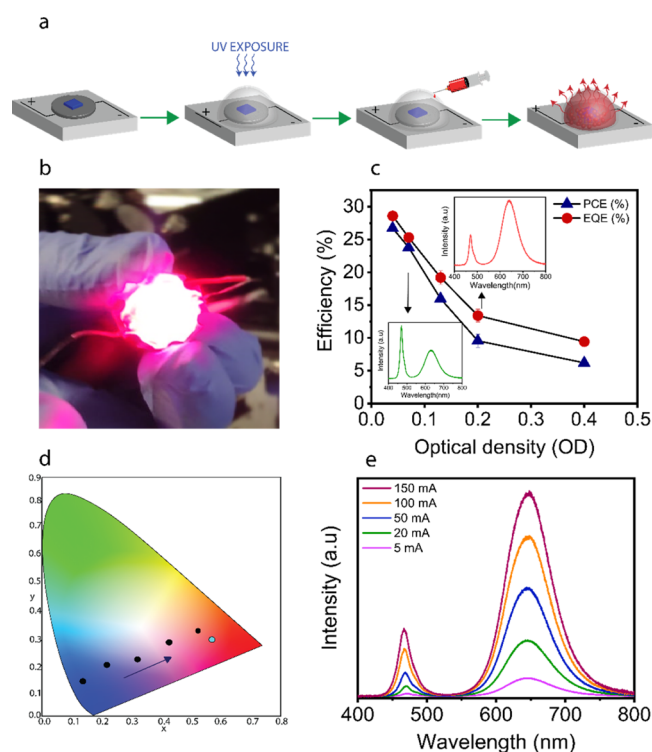 a
UV EXPOSURE
+
-
+
-
+
-
+
-
b
c
PCE (%)
EQE (%)
Efficiency (%)
30
25
20
15
10
5
0
0.0 0.1 0.2 0.3 0.4 0.5
Optical density (OD)
Intensity (a.u)
400 500 600 700 800
Wavelength(nm)
Intensity (a.u)
400 500 600 700 800
Wavelength(nm)
d
0.9
0.8
0.7
0.6
0.5
y
0.4
0.3
0.2
0.1
0.0
0.0 0.1 0.2 0.3 0.4 0.5 0.6 0.7 0.8
x
e
150 mA
100 mA
50 mA
20 mA
5 mA
Intensity (a.u)
400 500 600 700 800
Wavelength (nm)